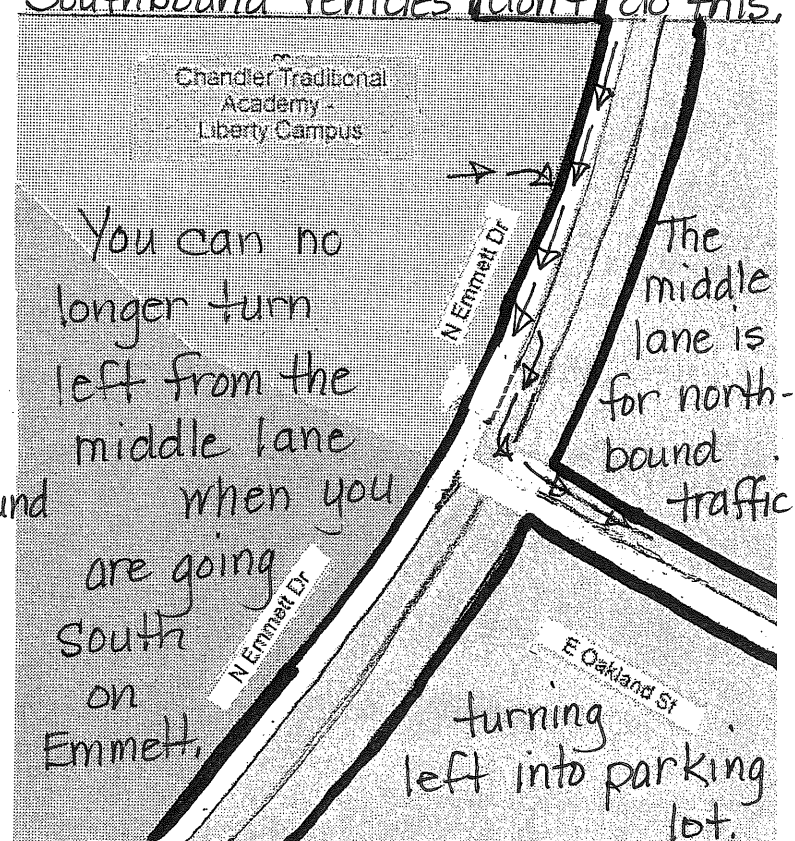 Southbound vehicles don't do this.
Chandler Traditional
Academy -
Liberty Campus
N Emmett Dr
You can no
longer turn
left from the
middle lane
when you
are going
South
on
Emmett.
The
middle
lane is
for north-
bound
traffic
N Emmett Dr
E Oakland St
turning
left into parking
lot.